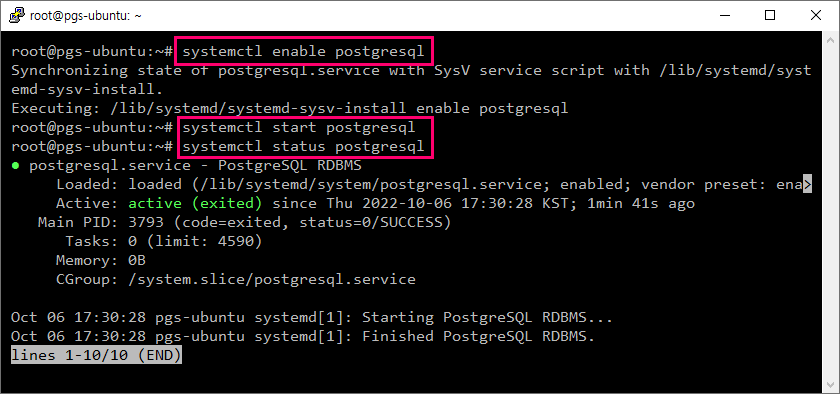 root@pgs-ubuntu: ~
root@pgs-ubuntu:~# systemctl enable postgresql
Synchronizing state of postgresql.service with SysV service script with /lib/systemd/syst
emd-sysv-install.
Executing: /lib/systemd/systemd-sysv-install enable postgresql
root@pgs-ubuntu:~# systemctl start postgresql
root@pgs-ubuntu:~# systemctl status postgresql
● postgresql.service - PostgreSQL RDBMS
Loaded: loaded (/lib/systemd/system/postgresql.service; enabled; vendor preset: ena>
Active: active (exited) since Thu 2022-10-06 17:30:28 KST; 1min 41s ago
Main PID: 3793 (code=exited, status=0/SUCCESS)
Tasks: 0 (limit: 4590)
Memory: 0B
CGroup: /system.slice/postgresql.service
Oct 06 17:30:28 pgs-ubuntu systemd[1]: Starting PostgreSQL RDBMS...
Oct 06 17:30:28 pgs-ubuntu systemd[1]: Finished PostgreSQL RDBMS.
lines 1-10/10 (END)